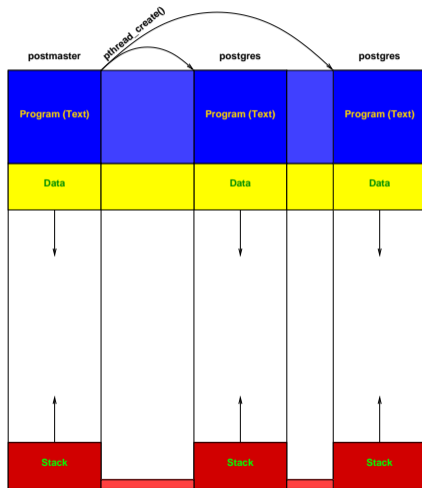 pthread_create()
postmaster
postgres
postgres
Program (Text)
Program (Text)
Program (Text)
Data
Data
Data
Stack
Stack
Stack